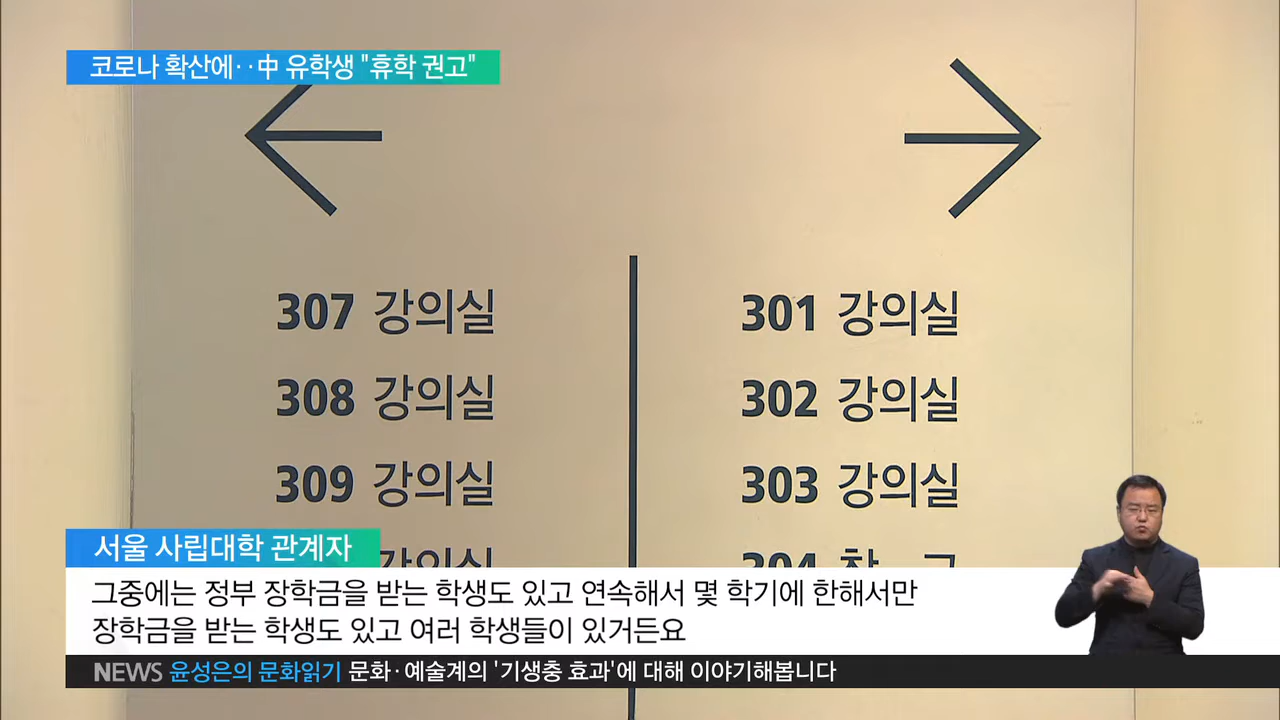 코로나 확산에‥中 유학생 "휴학 권고"
307 강의실
308 강의실
309 강의실
강의실
301 강의실
302 강의실
303 강의실
304 창 고
서울 사립대학 관계자
그중에는 정부 장학금을 받는 학생도 있고 연속해서 몇 학기에 한해서만
장학금을 받는 학생도 있고 여러 학생들이 있거든요
NEWS 윤성은의 문화읽기 문화·예술계의 '기생충 효과'에 대해 이야기해봅니다